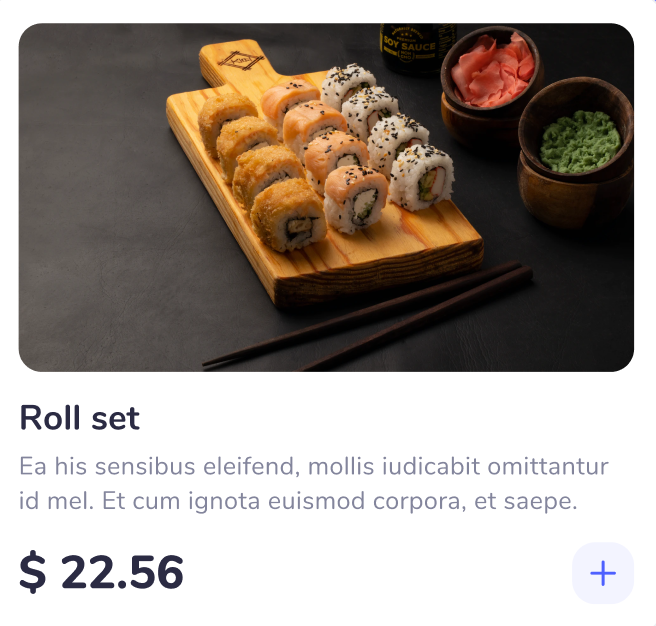 SOY SAUCE
Roll set
Ea his sensibus eleifend, mollis iudicabit omittantur
id mel. Et cum ignota euismod corpora, et saepe.
$ 22.56